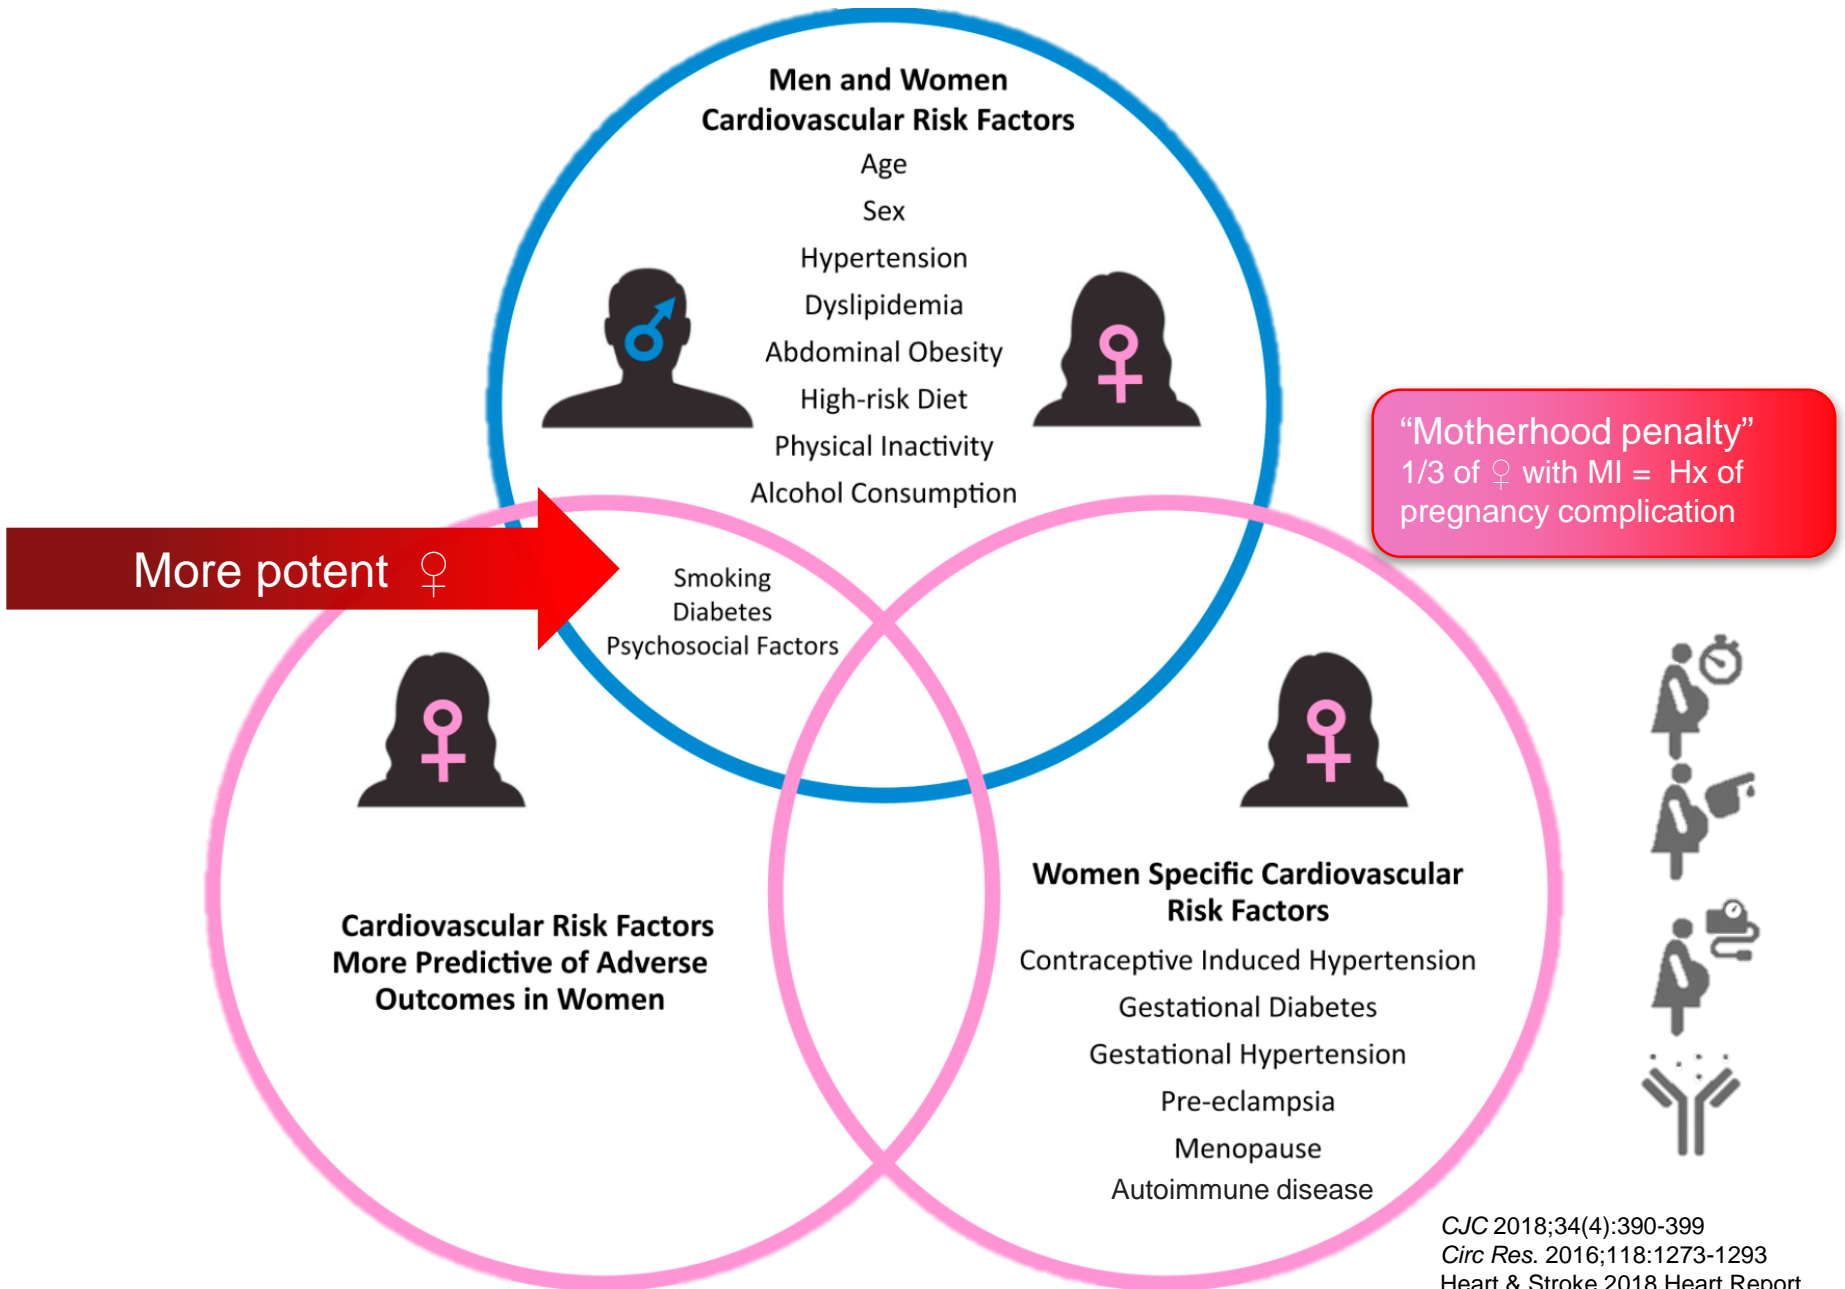 Men and Women
Cardiovascular Risk Factors
Age
Sex
Hypertension
Dyslipidemia
Abdominal Obesity
High-risk Diet
Physical Inactivity
Alcohol Consumption
“Motherhood penalty”
1/3 of ♀ with MI = Hx of
pregnancy complication
More potent ♀
Smoking
Diabetes
Psychosocial Factors
Cardiovascular Risk Factors
More Predictive of Adverse
Outcomes in Women
Women Specific Cardiovascular
Risk Factors
Contraceptive Induced Hypertension
Gestational Diabetes
Gestational Hypertension
Pre-eclampsia
Menopause
Autoimmune disease
CJC 2018;34(4):390-399
Circ Res. 2016;118:1273-1293
Heart & Stroke 2018 Heart Report